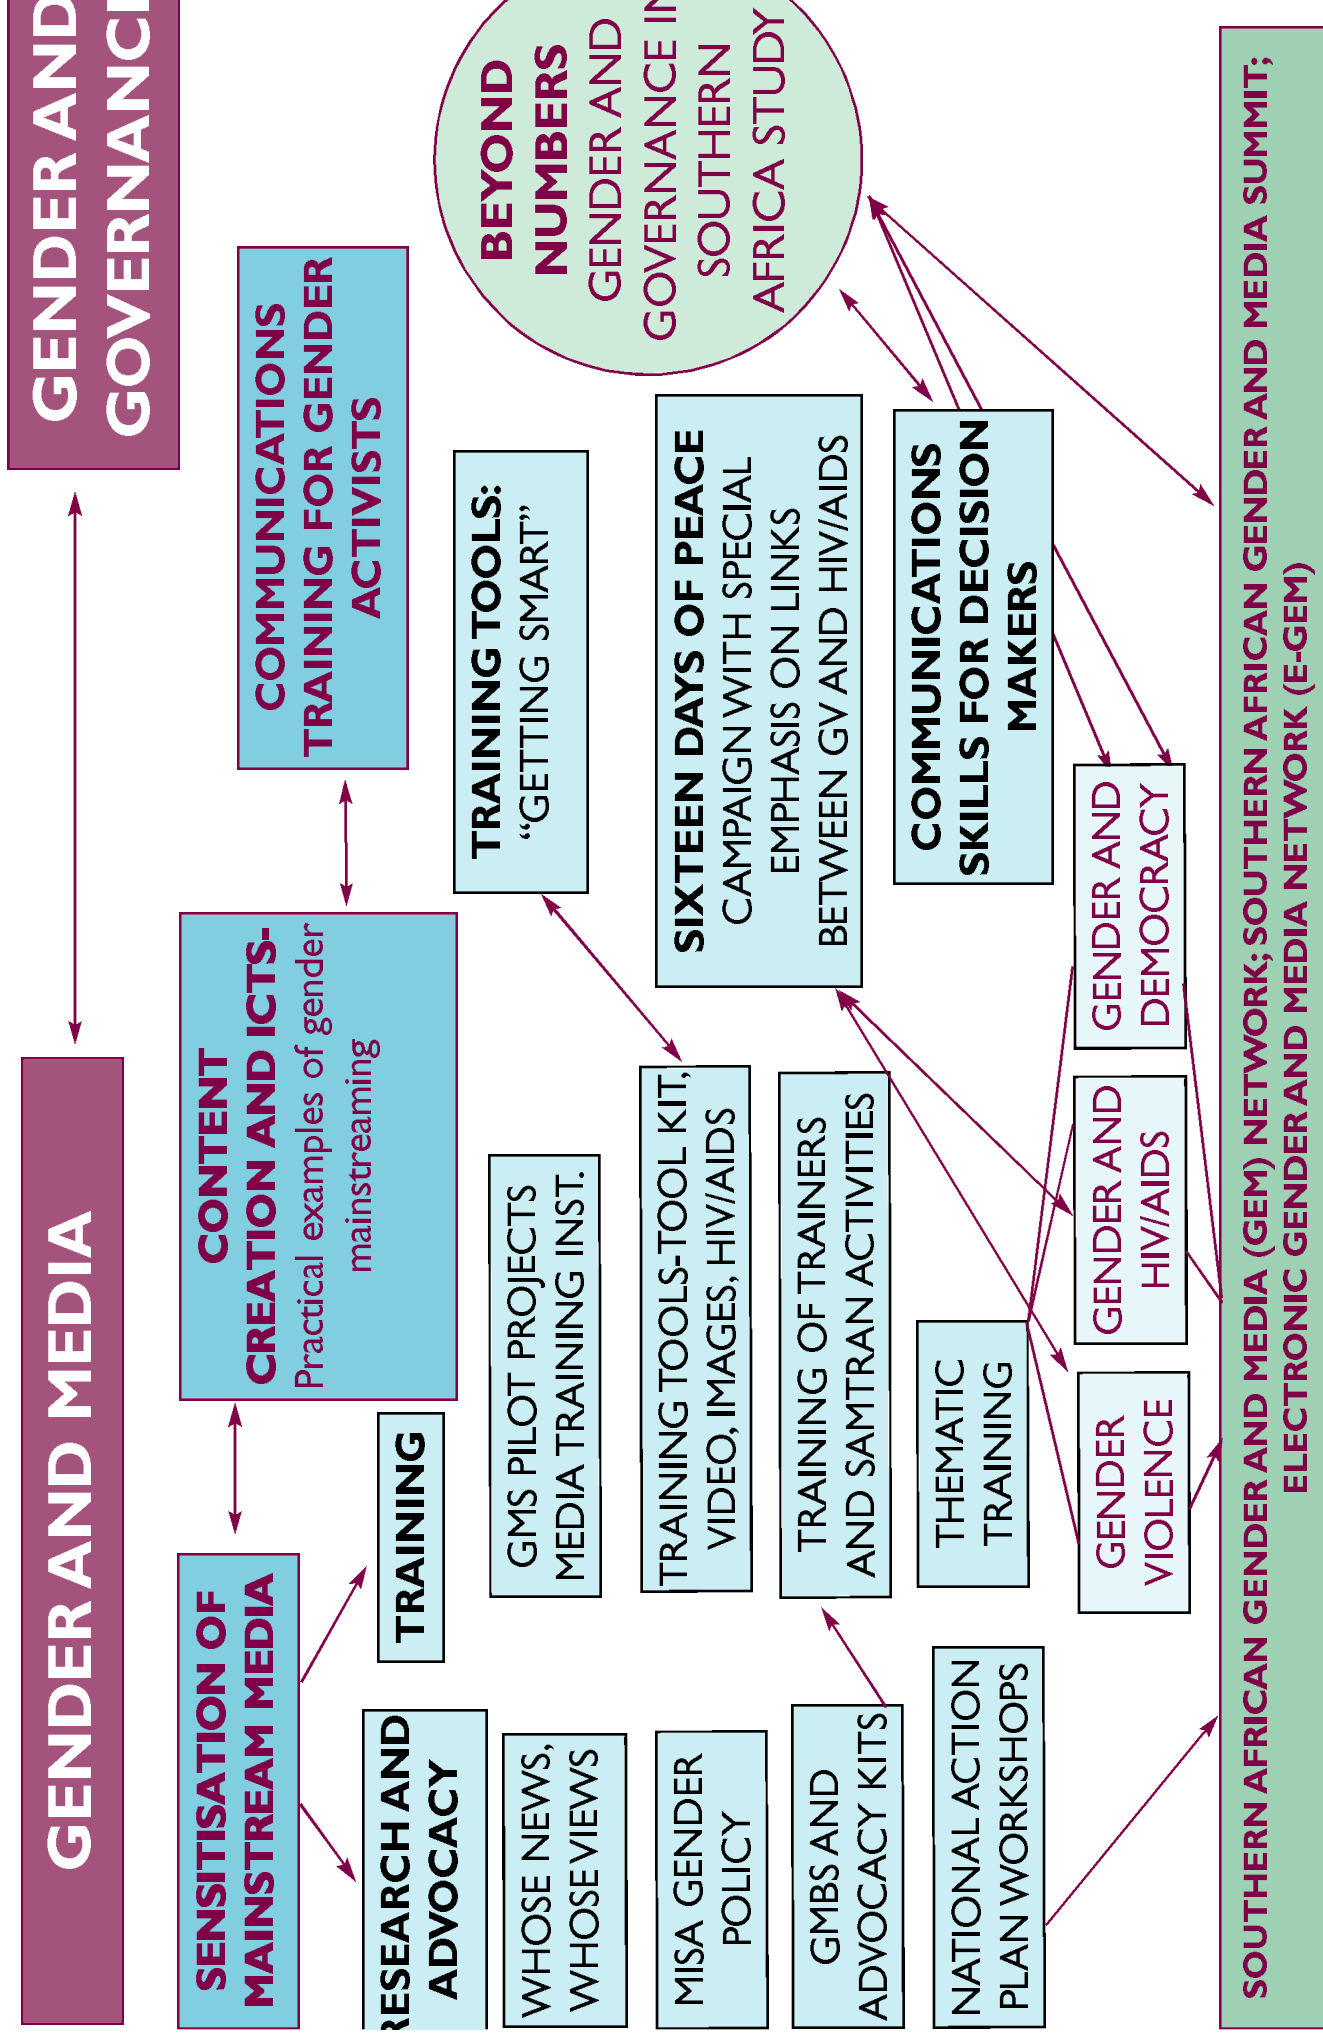 GENDER AND MEDIA
GENDER AND
GOVERNANCE
SENSITISATION OF
MAINSTREAM MEDIA
CONTENT
CREATION AND ICTS-
Practical examples of gender
mainstreaming
COMMUNICATIONS
TRAINING FOR GENDER
ACTIVISTS
RESEARCH AND
ADVOCACY
TRAINING
WHOSE NEWS,
WHOSE VIEWS
GMS PILOT PROJECTS
MEDIA TRAINING INST.
TRAINING TOOLS:
“GETTING SMART”
BEYOND
NUMBERS
GENDER AND
GOVERNANCE IN
SOUTHERN
AFRICA STUDY
MISA GENDER
POLICY
TRAINING TOOLS-TOOL KIT,
VIDEO, IMAGES, HIV/AIDS
SIXTEEN DAYS OF PEACE
CAMPAIGN WITH SPECIAL
EMPHASIS ON LINKS
BETWEEN GV AND HIV/AIDS
GMBS AND
ADVOCACY KITS
TRAINING OF TRAINERS
AND SAMTRAN ACTIVITIES
NATIONAL ACTION
PLAN WORKSHOPS
THEMATIC
TRAINING
COMMUNICATIONS
SKILLS FOR DECISION
MAKERS
GENDER
VIOLENCE
GENDER AND
HIV/AIDS
GENDER AND
DEMOCRACY
SOUTHERN AFRICAN GENDER AND MEDIA (GEM) NETWORK; SOUTHERN AFRICAN GENDER AND MEDIA SUMMIT;
ELECTRONIC GENDER AND MEDIA NETWORK (E-GEM)